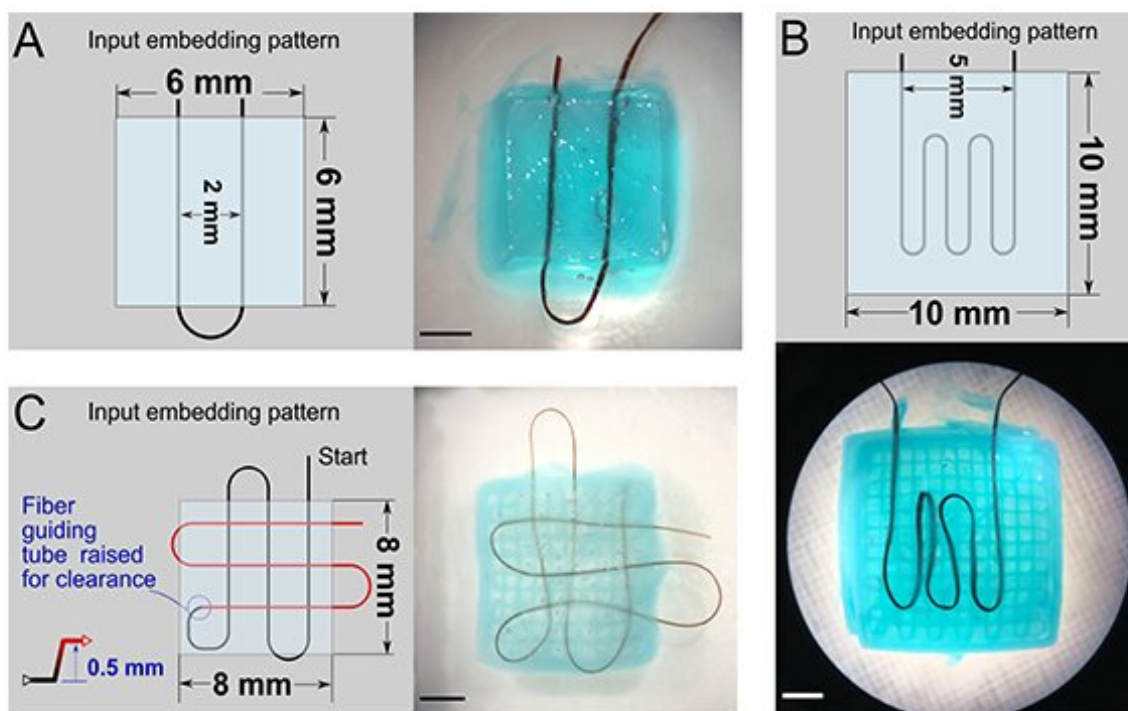 A
Input embedding pattern
6 mm
6 mm
2
mm
B
Input embedding pattern
5 mm
10 mm
10 mm
C
Input embedding pattern
Start
Fiber
guiding
tube raised
for clearance
8 mm
0.5 mm
8 mm